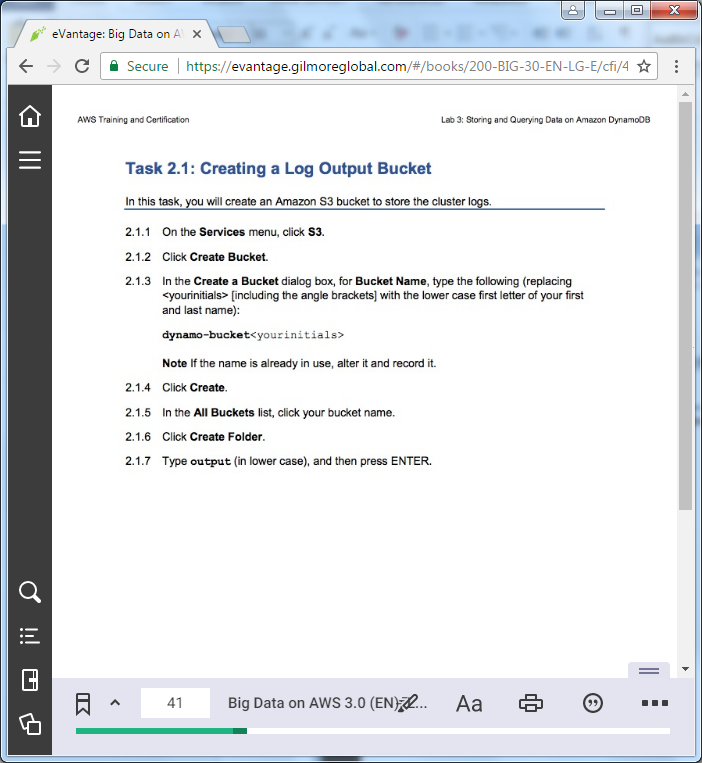 eVantage: Big Data on A
Secure https://evantage.gilmoreglobal.com/#/books/200-BIG-30-EN-LG-E/cfi/4
AWS Training and Certification Lab 3: Storing and Querying Data on Amazon DynamoDB
Task 2.1: Creating a Log Output Bucket
In this task, you will create an Amazon S3 bucket to store the cluster logs.
2.1.1 On the Services menu, click S3.
2.1.2 Click Create Bucket.
2.1.3 In the Create a Bucket dialog box, for Bucket Name, type the following (replacing
<yourinitials> [including the angle brackets] with the lower case first letter of your first
and last name):
dynamo-bucket<yourinitials>
Note If the name is already in use, alter it and record it.
2.1.4 Click Create.
2.1.5 In the All Buckets list, click your bucket name.
2.1.6 Click Create Folder.
2.1.7 Type output (in lower case), and then press ENTER.
41 Big Data on AWS 3.0 (EN) ... Aa